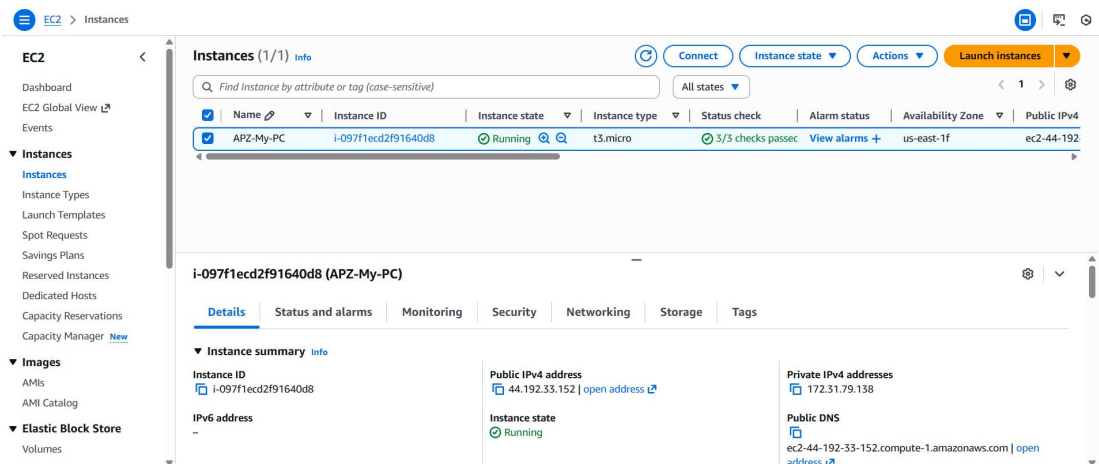 EC2 > Instances
EC2
Dashboard
EC2 Global View
Events
Instances
Instances
Instance Types
Launch Templates
Spot Requests
Savings Plans
Reserved Instances
Dedicated Hosts
Capacity Reservations
Capacity Manager New
Images
AMIs
AMI Catalog
Elastic Block Store
Volumes
Instances (1/1) Info
Connect
Instance state
Actions
Launch instances
Find Instance by attribute or tag (case-sensitive)
All states
1
Name Instance ID Instance state Instance type Status check Alarm status Availability Zone Public IPv4
APZ-My-PC i-097f1ecd2f91640d8 Running t3.micro 3/3 checks passec View alarms + us-east-1f ec2-44-192-
i-097f1ecd2f91640d8 (APZ-My-PC)
Details Status and alarms Monitoring Security Networking Storage Tags
Instance summary Info
Instance ID
i-097f1ecd2f91640d8
IPv6 address
–
Public IPv4 address
44.192.33.152 | open address
Instance state
Running
Private IPv4 addresses
172.31.79.138
Public DNS
ec2-44-192-33-152.compute-1.amazonaws.com | open
address